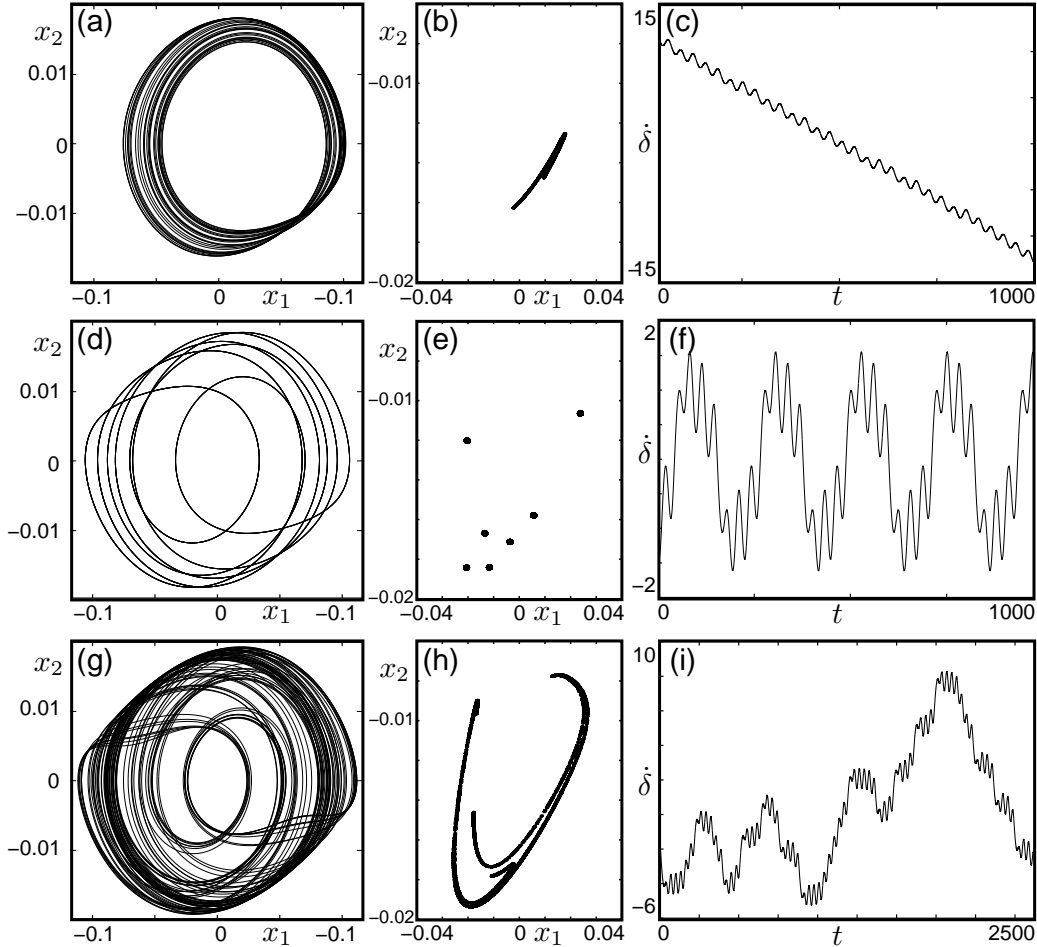 (a)
x₂
0.01
0
−0.01
−0.1
0
x₁
−0.1
(b)
x₂
−0.01
−0.02
−0.04
0
x₁
0.04
(c)
15
δ̇
−15
0
t
1000
(d)
x₂
0.01
0
−0.01
−0.1
0
x₁
−0.1
(e)
x₂
−0.01
−0.02
−0.04
0
x₁
0.04
(f)
2
δ̇
−2
0
t
1000
(g)
x₂
0.01
0
−0.01
−0.1
0
x₁
−0.1
(h)
x₂
−0.01
−0.02
−0.04
0
x₁
0.04
(i)
10
δ̇
−6
0
t
2500